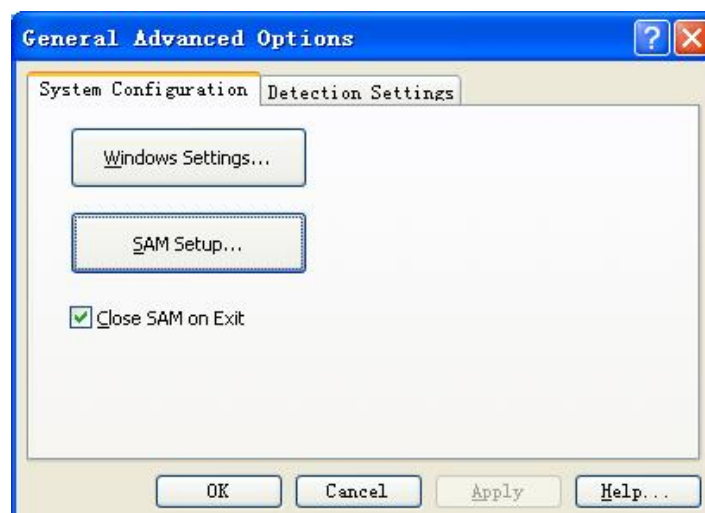 General Advanced Options
System Configuration
Detection Settings
Windows Settings...
SAM Setup...
Close SAM on Exit
OK
Cancel
Apply
Help...